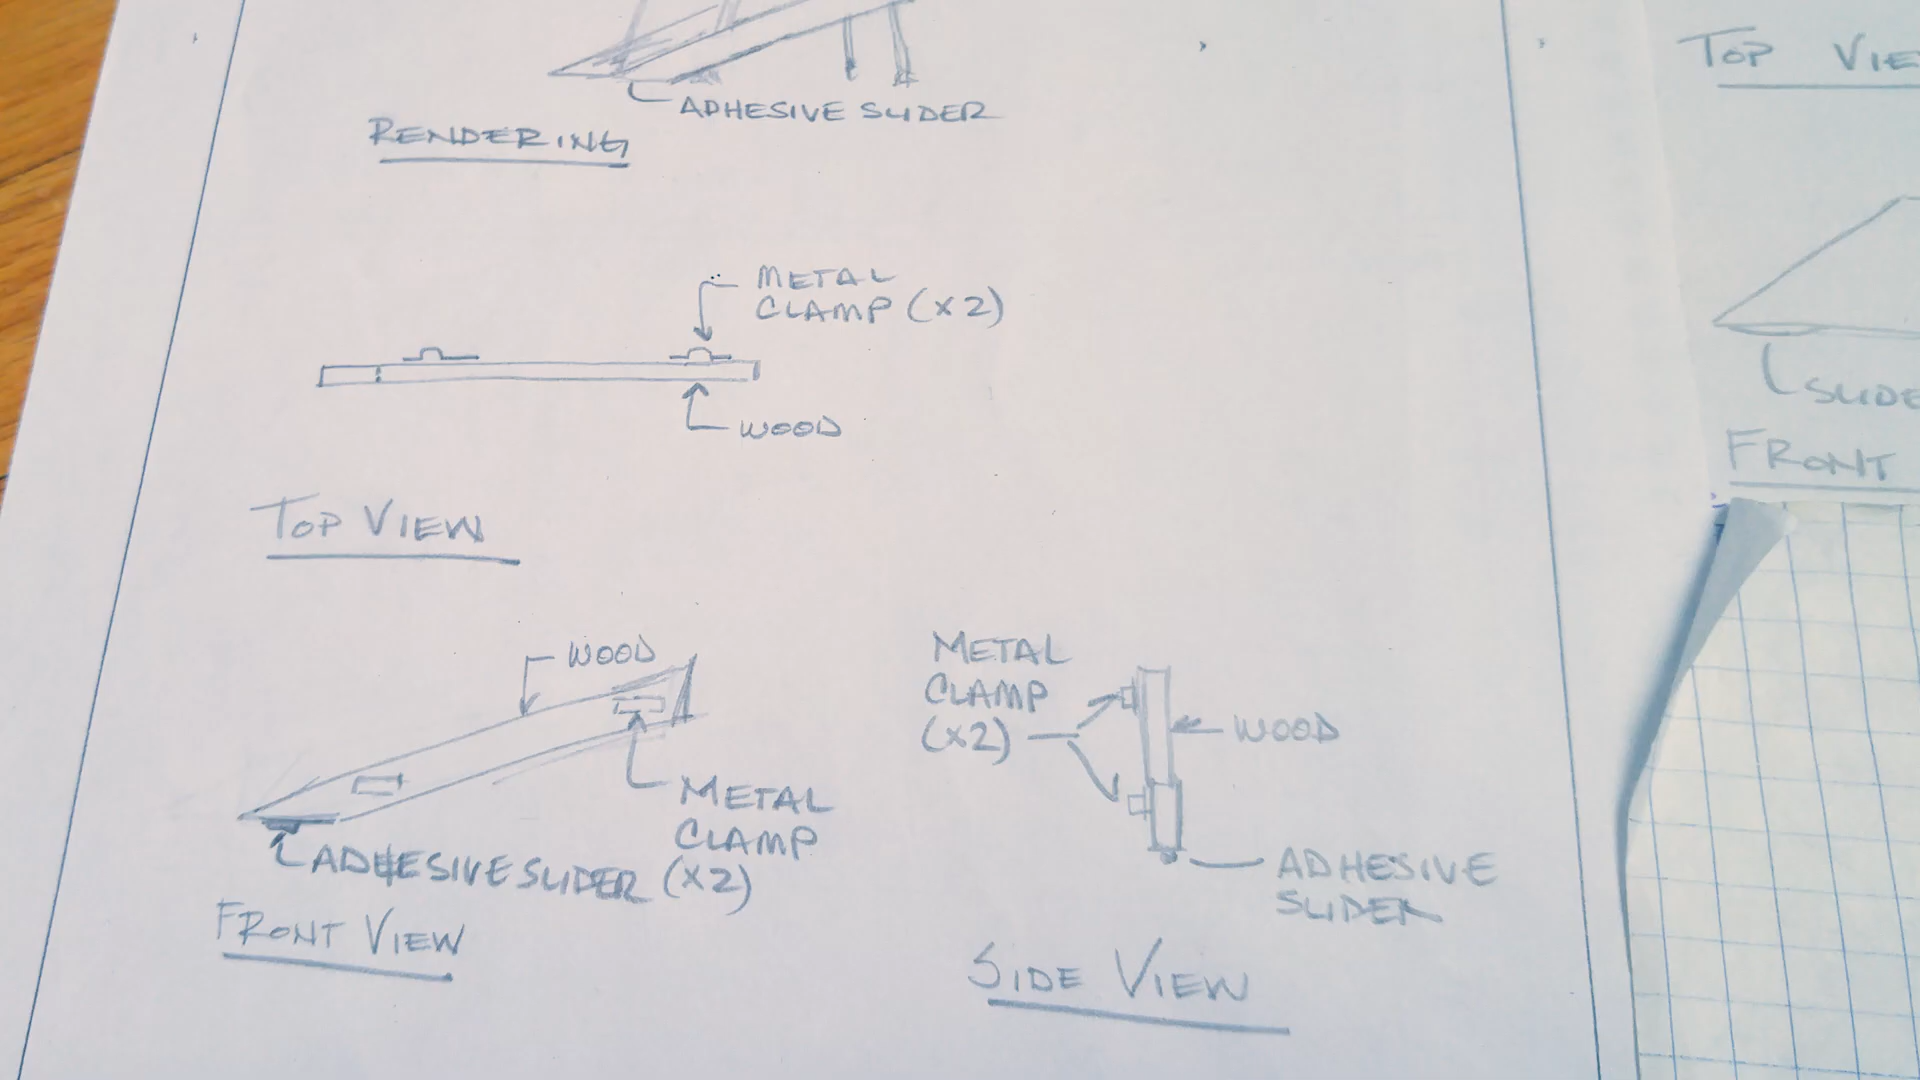 ADHESIVE SLIDER
RENDERING
METAL
CLAMP (X2)
WOOD
TOP VIEW
WOOD
METAL
CLAMP
ADHESIVE SLIDER (X2)
FRONT VIEW
METAL
CLAMP
(X2)
WOOD
ADHESIVE
SLIDER
SIDE VIEW
TOP VIE
SLIDE
FRONT